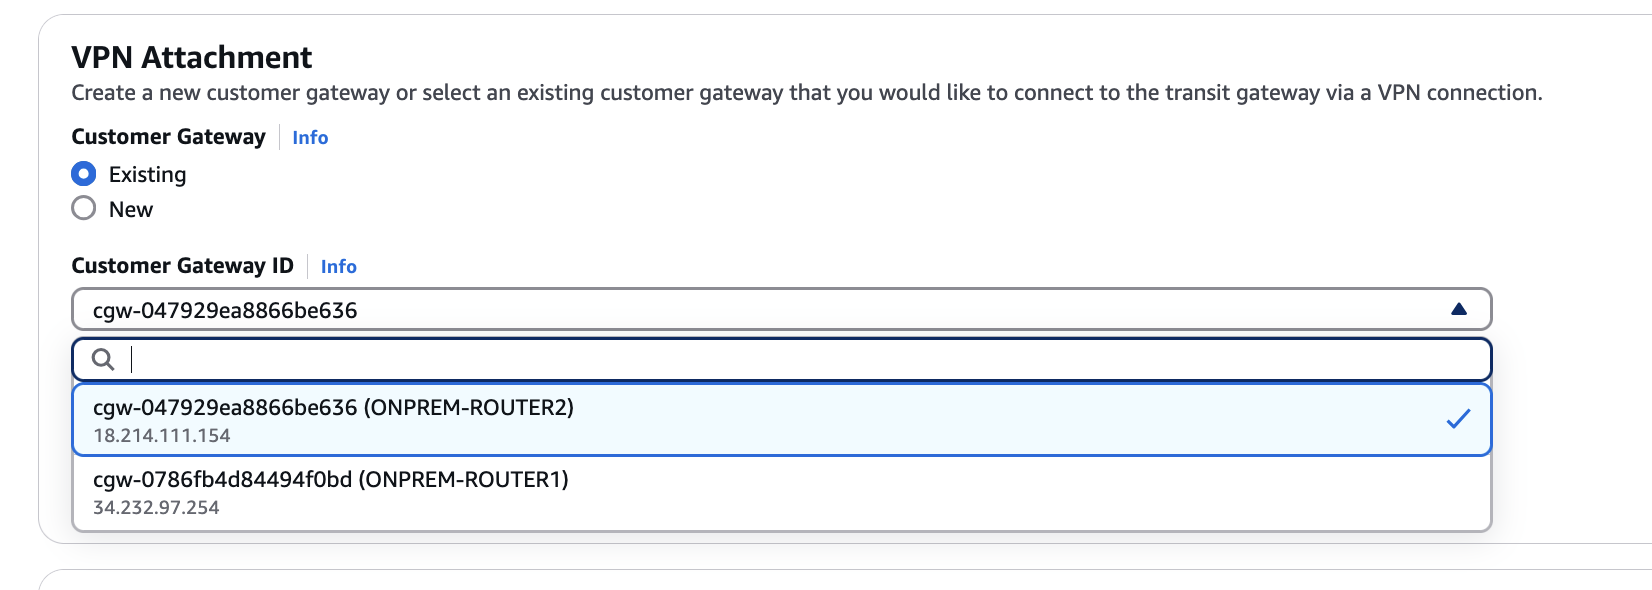 VPN Attachment
Create a new customer gateway or select an existing customer gateway that you would like to connect to the transit gateway via a VPN connection.
Customer Gateway Info
Existing
New
Customer Gateway ID Info
cgw-047929ea8866be636
cgw-047929ea8866be636 (ONPREM-ROUTER2)
18.214.111.154
cgw-0786fb4d84494f0bd (ONPREM-ROUTER1)
34.232.97.254